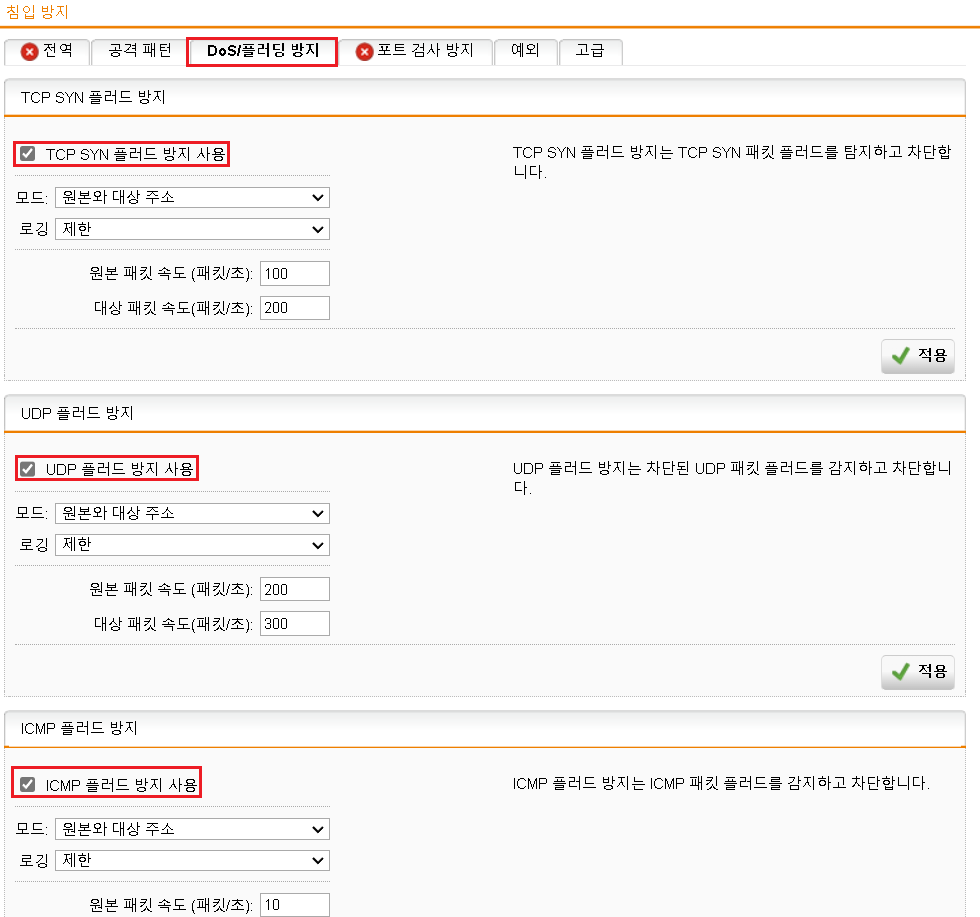 침입 방지
전역 공격 패턴 DoS/플러딩 방지 포트 검사 방지 예외 고급
TCP SYN 플러드 방지
TCP SYN 플러드 방지 사용
TCP SYN 플러드 방지는 TCP SYN 패킷 플러드를 탐지하고 차단합
니다.
모드: 원본와 대상 주소
로깅 제한
원본 패킷 속도 (패킷/초): 100
대상 패킷 속도(패킷/초): 200
적용
UDP 플러드 방지
UDP 플러드 방지 사용
UDP 플러드 방지는 차단된 UDP 패킷 플러드를 감지하고 차단합니
다.
모드: 원본와 대상 주소
로깅 제한
원본 패킷 속도 (패킷/초): 200
대상 패킷 속도(패킷/초): 300
적용
ICMP 플러드 방지
ICMP 플러드 방지 사용
ICMP 플러드 방지는 ICMP 패킷 플러드를 감지하고 차단합니다.
모드: 원본와 대상 주소
로깅 제한
원본 패킷 속도 (패킷/초): 10